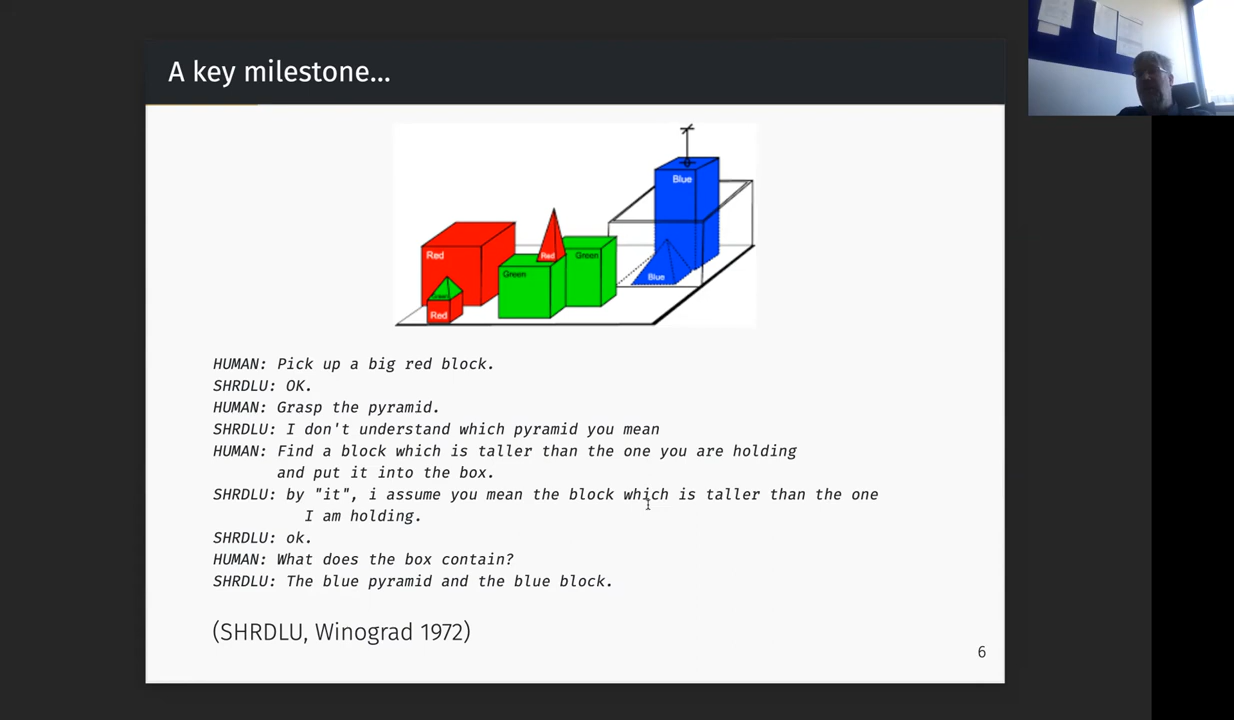 A key milestone...
Blue
Red
Red
Green
Green
Blue
Red
HUMAN: Pick up a big red block.
SHRDLU: OK.
HUMAN: Grasp the pyramid.
SHRDLU: I don't understand which pyramid you mean
HUMAN: Find a block which is taller than the one you are holding
and put it into the box.
SHRDLU: by "it", i assume you mean the block which is taller than the one
I am holding.
SHRDLU: ok.
HUMAN: What does the box contain?
SHRDLU: The blue pyramid and the blue block.
(SHRDLU, Winograd 1972)
6